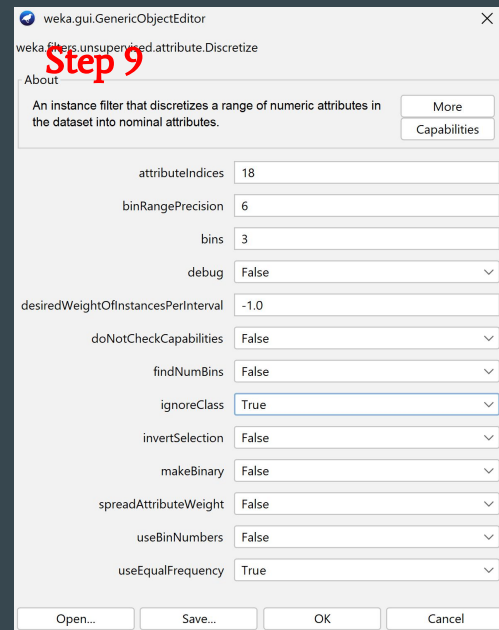 weka.gui.GenericObjectEditor
weka.filters.unsupervised.attribute.Discretize
Step 9
About
An instance filter that discretizes a range of numeric attributes in
the dataset into nominal attributes.
More
Capabilities
attributeIndices 18
binRangePrecision 6
bins 3
debug False
desiredWeightOfInstancesPerInterval -1.0
doNotCheckCapabilities False
findNumBins False
ignoreClass True
invertSelection False
makeBinary False
spreadAttributeWeight False
useBinNumbers False
useEqualFrequency True
Open... Save... OK Cancel